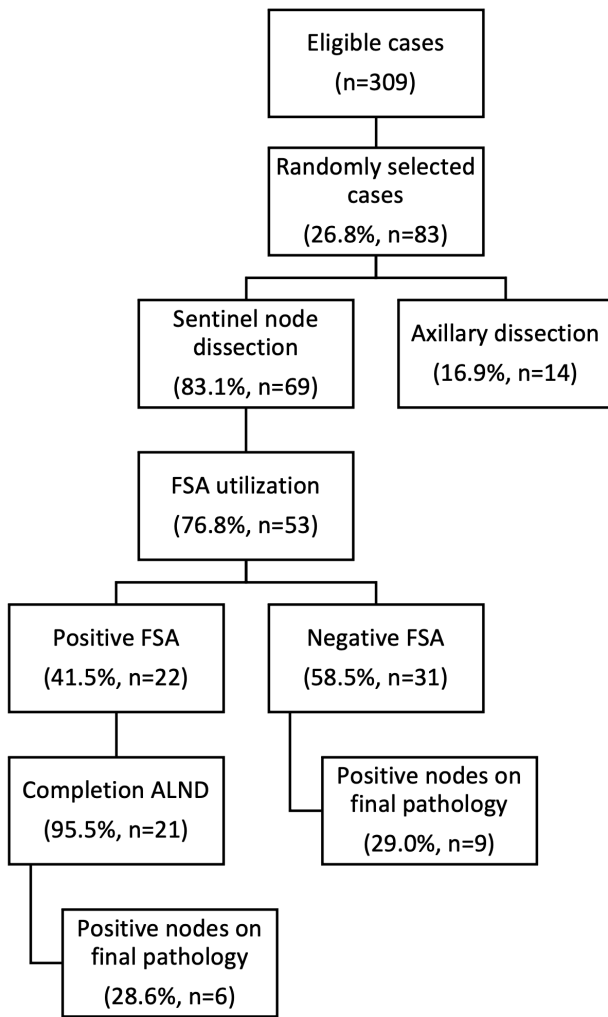 Eligible cases
(n=309)
Randomly selected
cases
(26.8%, n=83)
Sentinel node
dissection
(83.1%, n=69)
Axillary dissection
(16.9%, n=14)
FSA utilization
(76.8%, n=53)
Positive FSA
(41.5%, n=22)
Negative FSA
(58.5%, n=31)
Completion ALND
(95.5%, n=21)
Positive nodes on
final pathology
(29.0%, n=9)
Positive nodes on
final pathology
(28.6%, n=6)